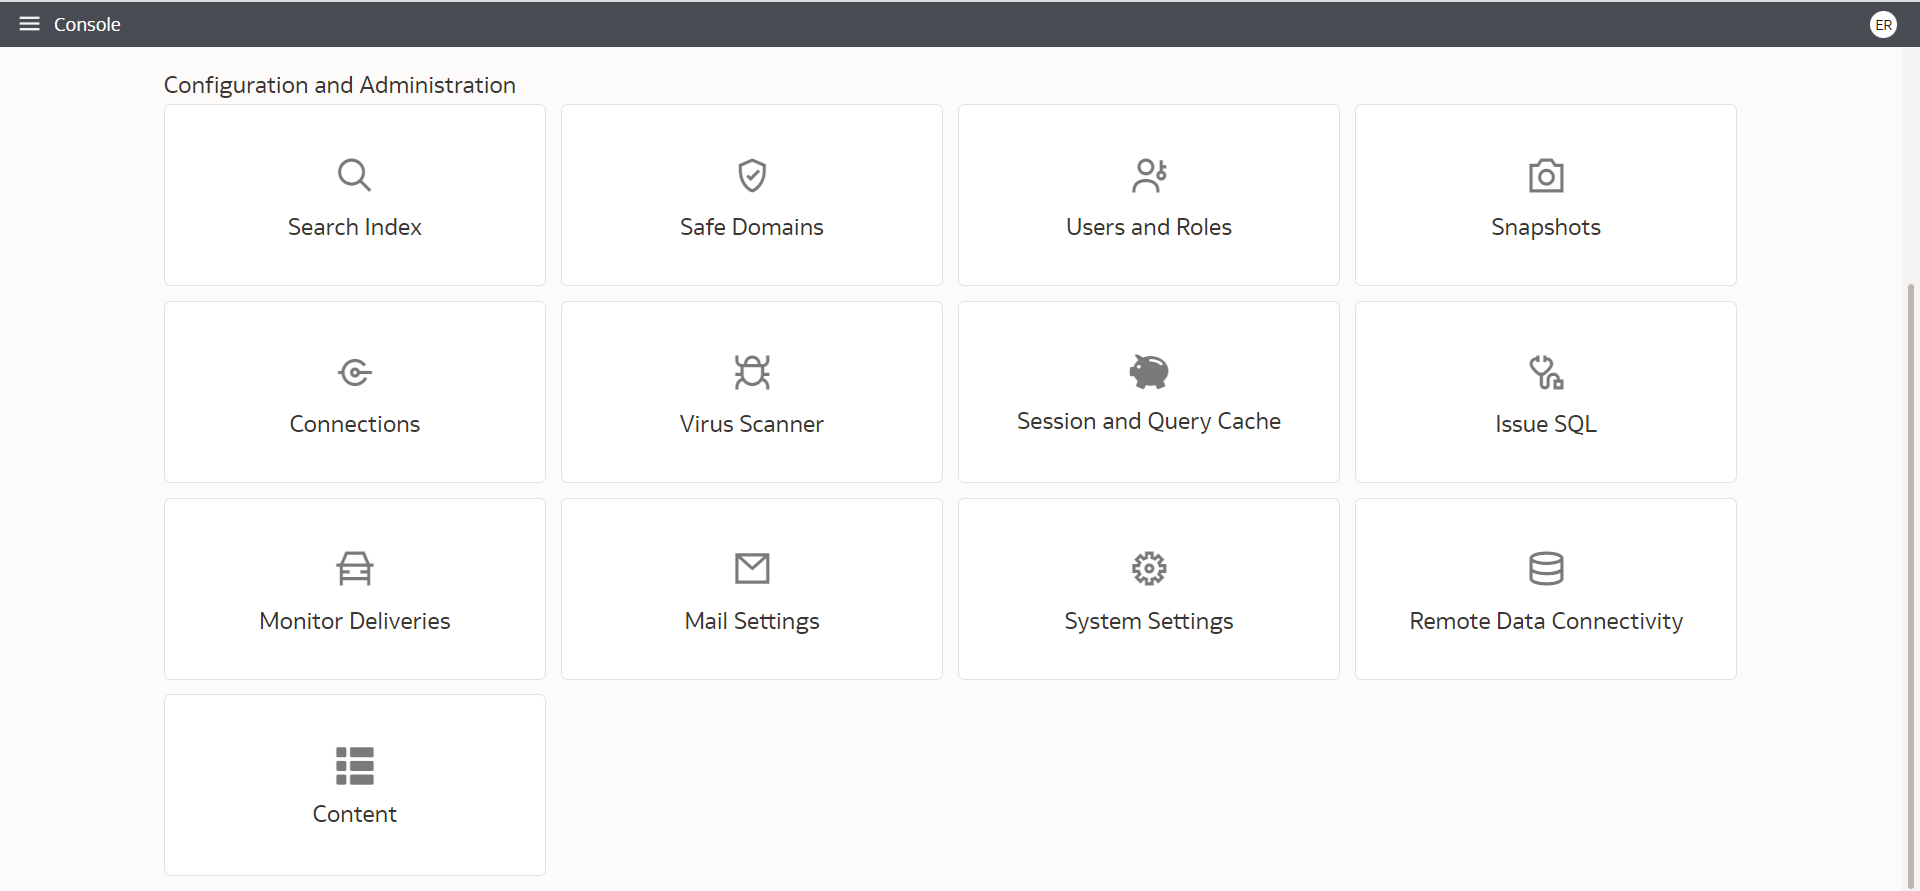 Console
ER
Configuration and Administration
Search Index
Safe Domains
Users and Roles
Snapshots
Connections
Virus Scanner
Session and Query Cache
Issue SQL
Monitor Deliveries
Mail Settings
System Settings
Remote Data Connectivity
Content